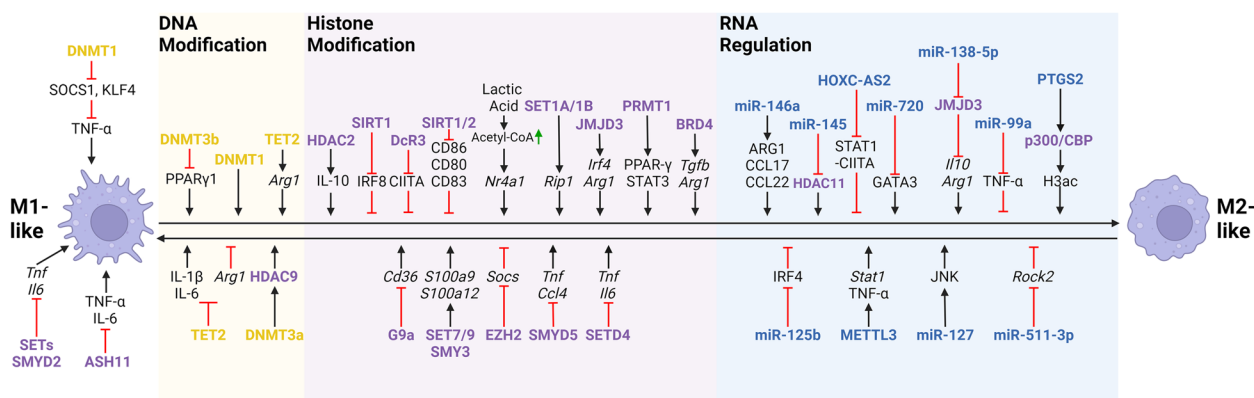 DNA
Modification
Histone
Modification
RNA
Regulation
DNMT1
SOCS1, KLF4
TNF-α
M1-
like
Tnf
Il6
SETs
SMYD2
TNF-α
IL-6
ASH11
DNMT3b
PPARγ1
DNMT1
TET2
Arg1
HDAC2
IL-10
SIRT1
IRF8
DcR3
CIITA
SIRT1/2
CD86
CD80
CD83
Lactic
Acid
Acetyl-CoA
Nr4a1
SET1A/1B
Rip1
JMJD3
Irf4
Arg1
PRMT1
PPAR-γ
STAT3
BRD4
Tgfb
Arg1
miR-146a
ARG1
CCL17
CCL22
miR-145
HDAC11
HOXC-AS2
STAT1
-CIITA
miR-720
GATA3
miR-138-5p
JMJD3
Il10
Arg1
miR-99a
TNF-α
PTGS2
p300/CBP
H3ac
M2-
like
IL-1β
IL-6
TET2
Arg1
HDAC9
DNMT3a
Cd36
G9a
S100a9
S100a12
SET7/9
SMY3
Socs
EZH2
Tnf
Ccl4
SMYD5
Tnf
Il6
SETD4
IRF4
miR-125b
Stat1
TNF-α
METTL3
JNK
miR-127
Rock2
miR-511-3p